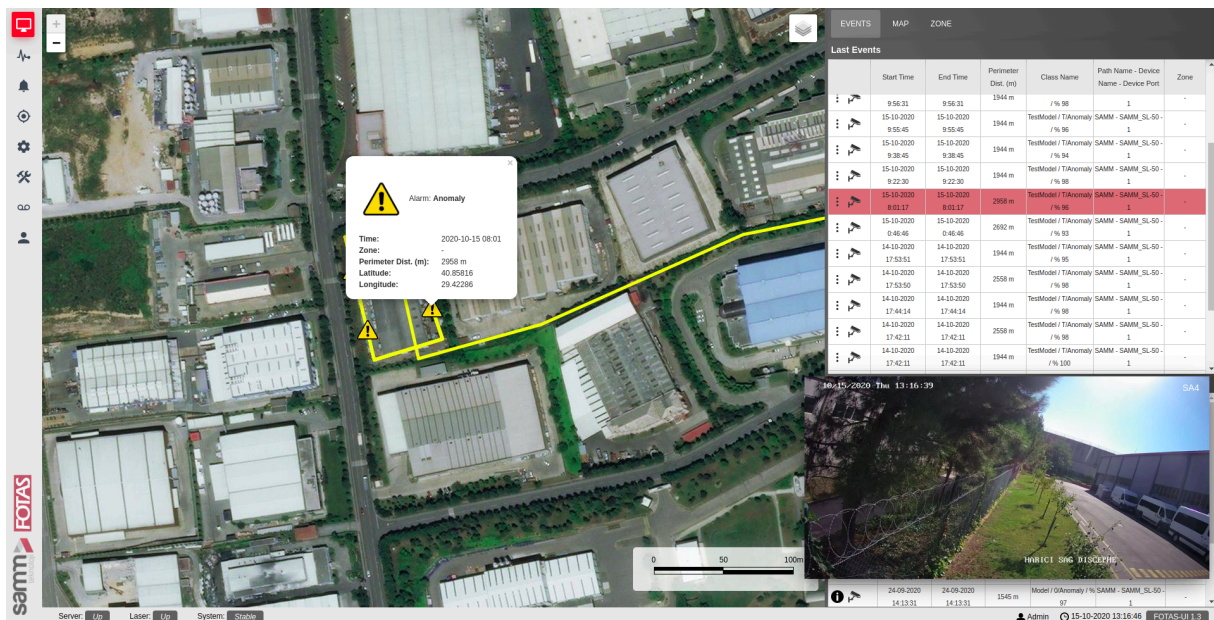 EVENTS MAP ZONE
Last Events
Start Time End Time Perimeter Dist. (m) Class Name Path Name - Device Name - Device Port Zone
9:56:31 9:56:31 1944 m / % 98 1 -
15-10-2020 9:55:45 15-10-2020 9:55:45 1944 m TestModel / T/Anomaly / % 96 SAMM - SAMM_SL-50 - 1 -
15-10-2020 9:38:45 15-10-2020 9:38:45 1944 m TestModel / T/Anomaly / % 94 SAMM - SAMM_SL-50 - 1 -
15-10-2020 9:22:30 15-10-2020 9:22:30 1944 m TestModel / T/Anomaly / % 98 SAMM - SAMM_SL-50 - 1 -
15-10-2020 8:01:17 15-10-2020 8:01:17 2958 m TestModel / T/Anomaly / % 96 SAMM - SAMM_SL-50 - 1 -
15-10-2020 0:46:46 15-10-2020 0:46:46 2692 m TestModel / T/Anomaly / % 93 SAMM - SAMM_SL-50 - 1 -
14-10-2020 17:53:51 14-10-2020 17:53:51 1944 m TestModel / T/Anomaly / % 95 SAMM - SAMM_SL-50 - 1 -
14-10-2020 17:53:50 14-10-2020 17:53:50 2558 m TestModel / T/Anomaly / % 98 SAMM - SAMM_SL-50 - 1 -
14-10-2020 17:44:14 14-10-2020 17:44:14 1944 m TestModel / T/Anomaly / % 98 SAMM - SAMM_SL-50 - 1 -
14-10-2020 17:42:11 14-10-2020 17:42:11 2558 m TestModel / T/Anomaly / % 98 SAMM - SAMM_SL-50 - 1 -
14-10-2020 17:42:11 14-10-2020 17:42:11 1944 m TestModel / T/Anomaly / % 100 SAMM - SAMM_SL-50 - 1 -
Alarm: Anomaly
Time: 2020-10-15 08:01
Zone: -
Perimeter Dist. (m): 2958 m
Latitude: 40.85816
Longitude: 29.42286
10/15/2020 Thu 13:16:39 SA4
HARICI SAG DISCEPHE
0 50 100m
24-09-2020 14:13:31 24-09-2020 14:13:31 1545 m Model / 0/Anomaly / % 97 SAMM - SAMM_SL-50 - 1 -
samm teknoloji FOTAS
Server: Up Laser: Up System: Stable
Admin 15-10-2020 13:16:46 FOTAS-UI 1.3